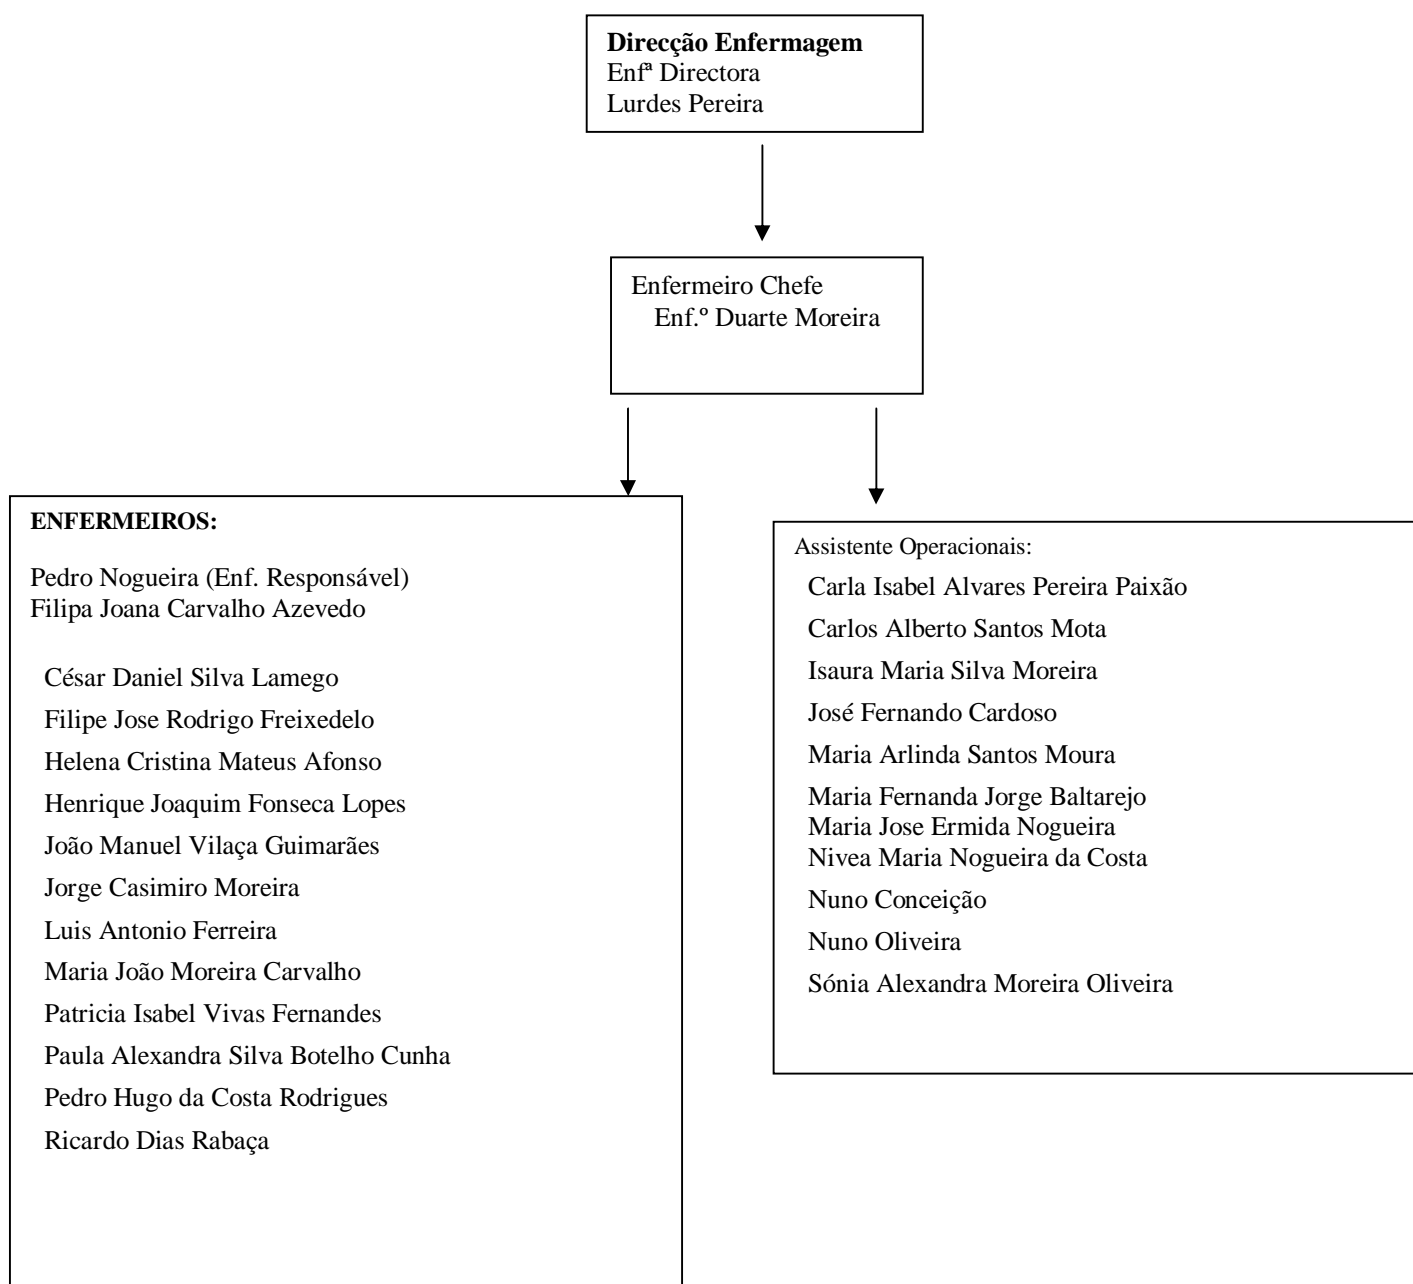 Direcção Enfermagem
Enfª Directora
Lurdes Pereira
Enfermeiro Chefe
Enf.º Duarte Moreira
ENFERMEIROS:
Pedro Nogueira (Enf. Responsável)
Filipa Joana Carvalho Azevedo
César Daniel Silva Lamego
Filipe Jose Rodrigo Freixedelo
Helena Cristina Mateus Afonso
Henrique Joaquim Fonseca Lopes
João Manuel Vilaça Guimarães
Jorge Casimiro Moreira
Luis Antonio Ferreira
Maria João Moreira Carvalho
Patricia Isabel Vivas Fernandes
Paula Alexandra Silva Botelho Cunha
Pedro Hugo da Costa Rodrigues
Ricardo Dias Rabaça
Assistente Operacionais:
Carla Isabel Alvares Pereira Paixão
Carlos Alberto Santos Mota
Isaura Maria Silva Moreira
José Fernando Cardoso
Maria Arlinda Santos Moura
Maria Fernanda Jorge Baltarejo
Maria Jose Ermida Nogueira
Nivea Maria Nogueira da Costa
Nuno Conceição
Nuno Oliveira
Sónia Alexandra Moreira Oliveira